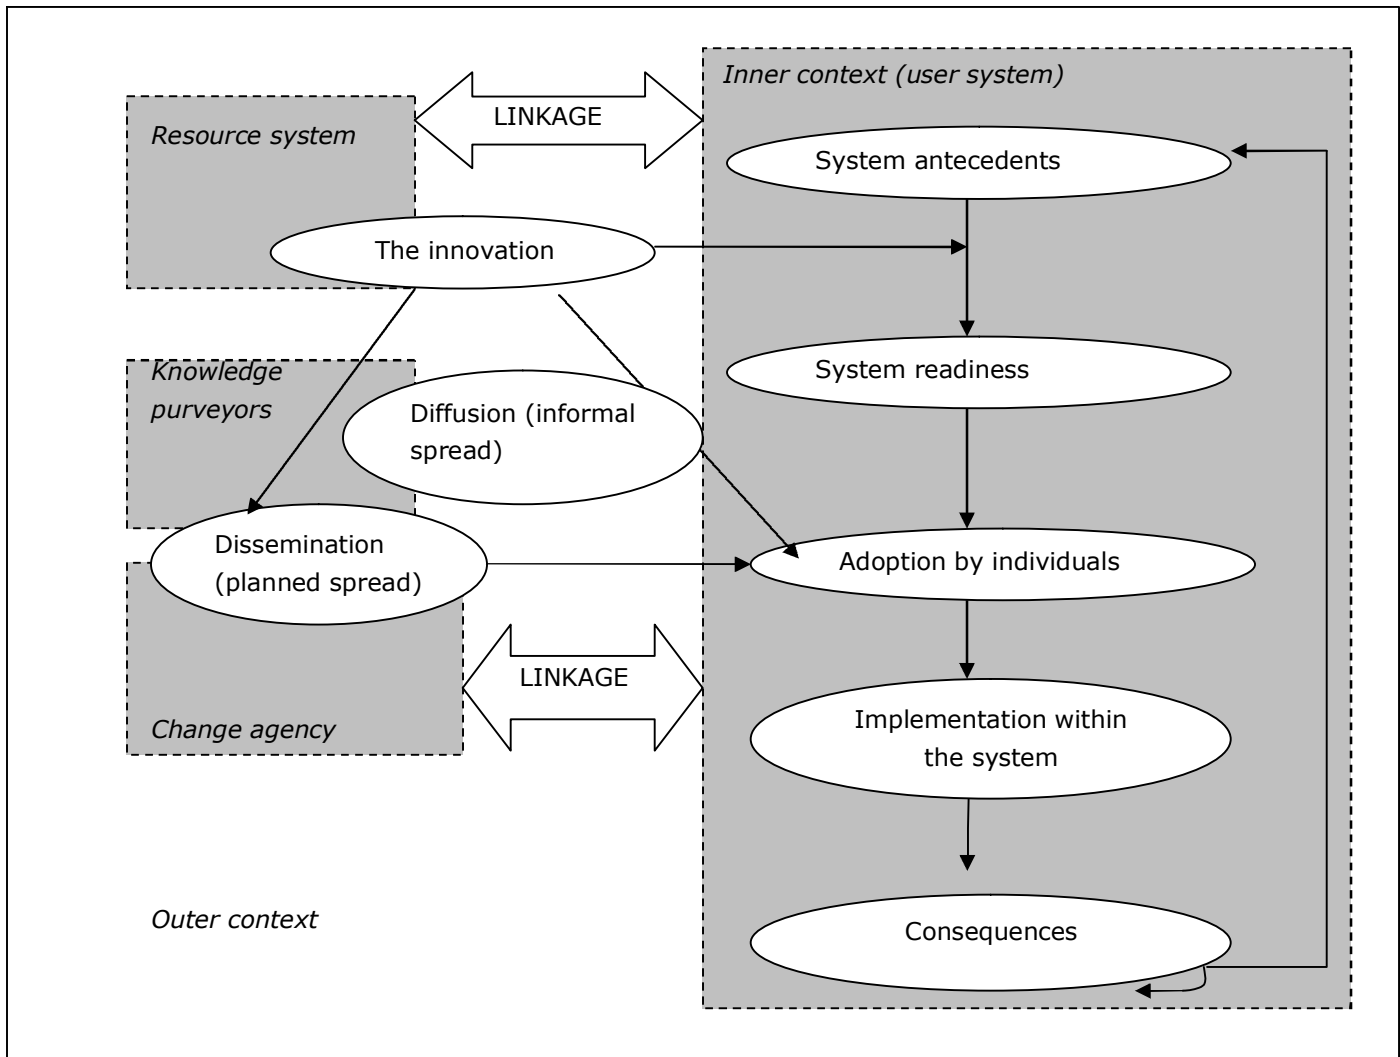 Inner context (user system)
LINKAGE
Resource system
System antecedents
The innovation
Knowledge
purveyors
System readiness
Diffusion (informal
spread)
Dissemination
(planned spread)
Adoption by individuals
LINKAGE
Change agency
Implementation within
the system
Outer context
Consequences